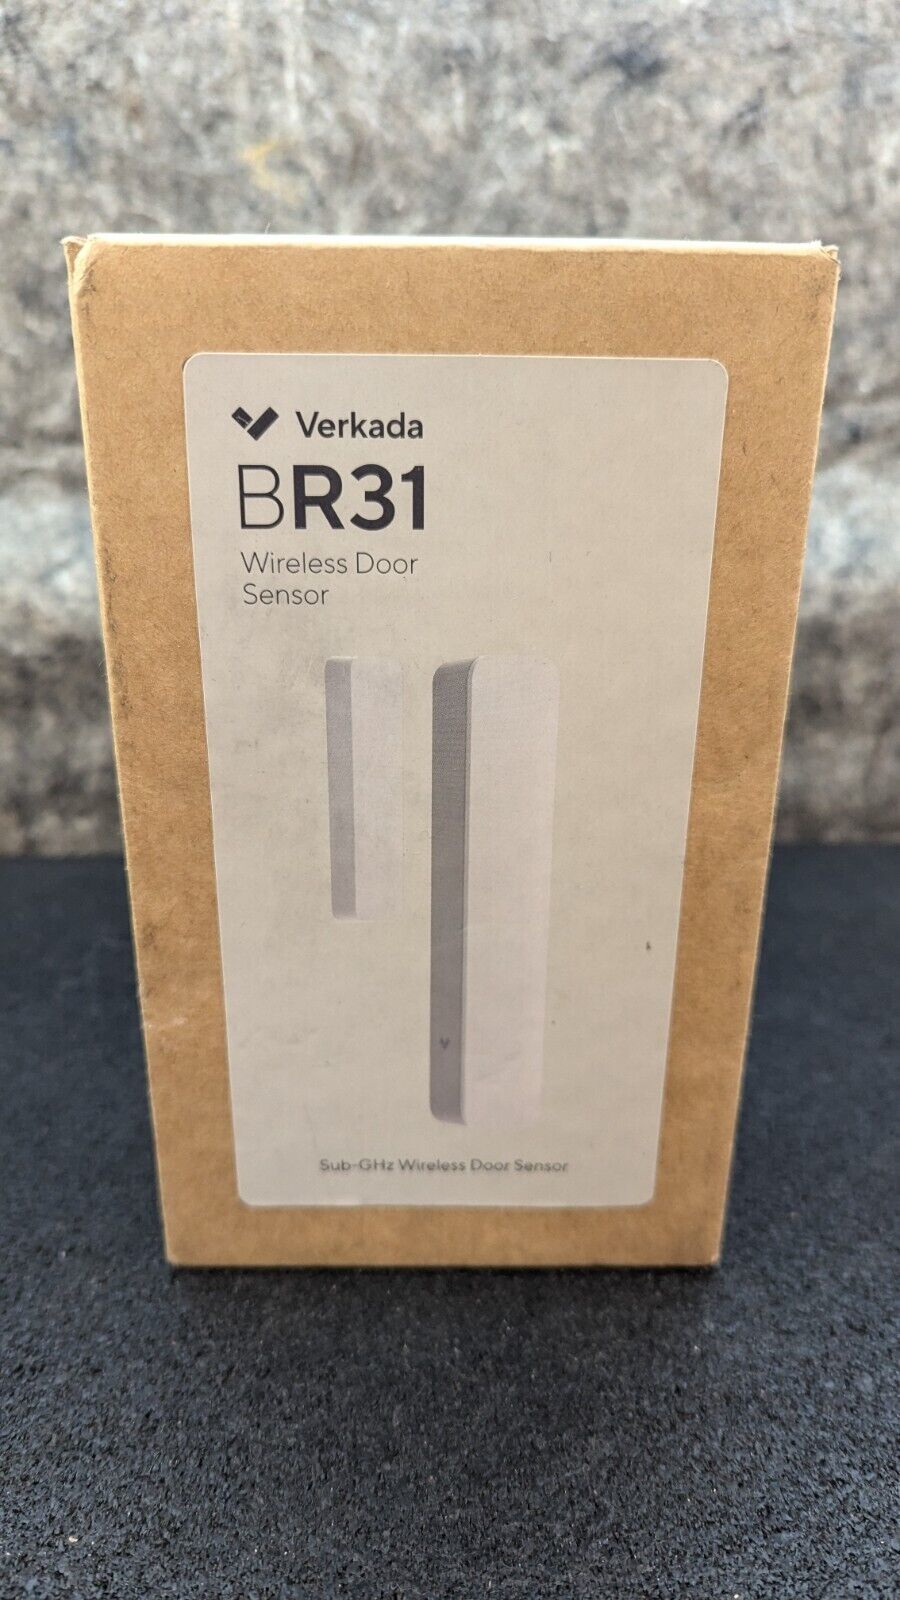 Verkada
BR31
Wireless Door
Sensor
Sub-GHz Wireless Door Sensor